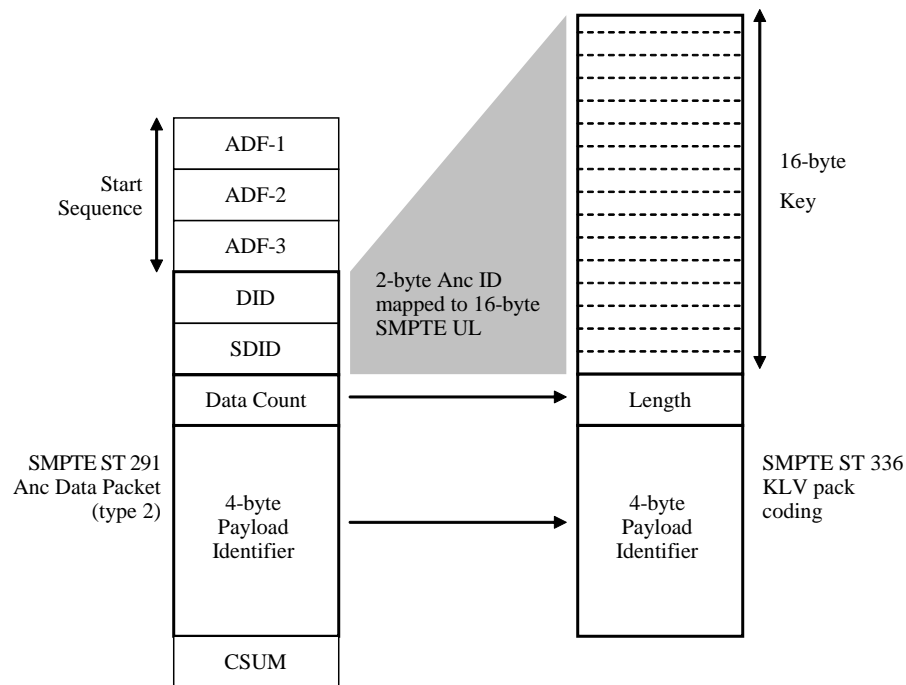 ADF-1
Start
Sequence
ADF-2
ADF-3
DID
SDID
Data Count
SMPTE ST 291
Anc Data Packet
(type 2)
4-byte
Payload
Identifier
CSUM
2-byte Anc ID
mapped to 16-byte
SMPTE UL
16-byte
Key
Length
4-byte
Payload
Identifier
SMPTE ST 336
KLV pack
coding